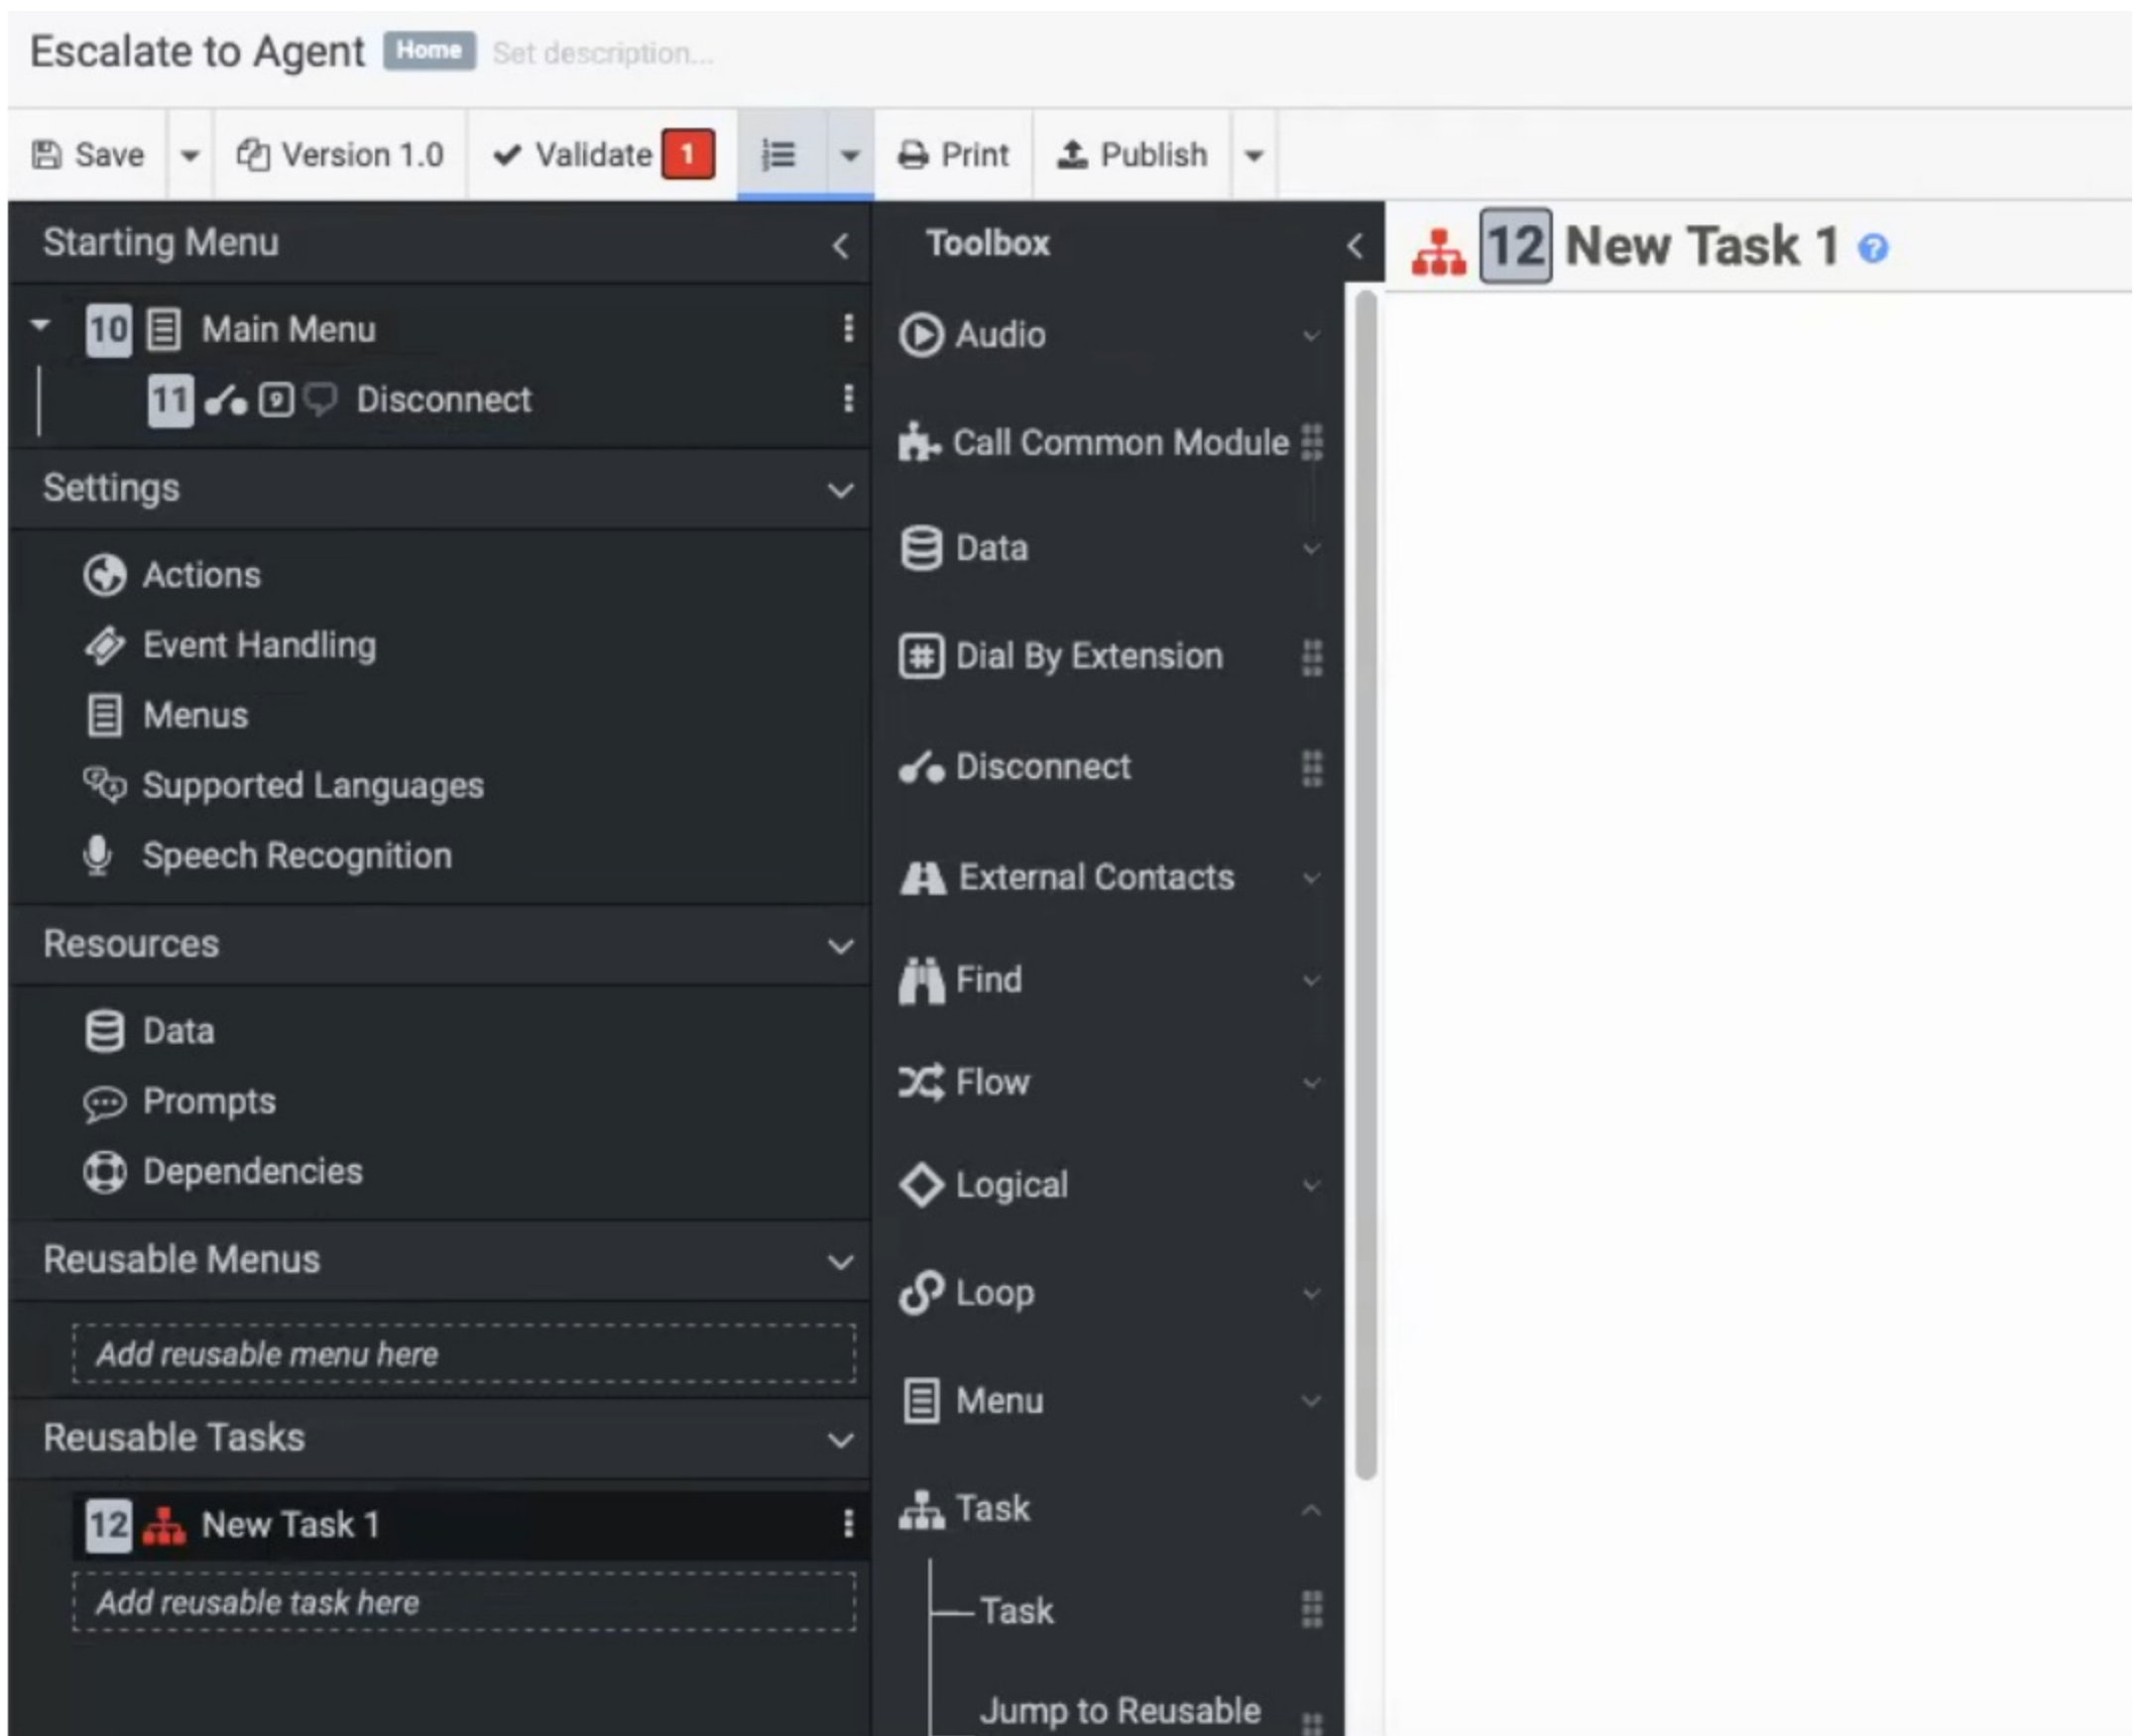 Escalate to Agent Home Set description...
Save Version 1.0 Validate 1 Print Publish
Starting Menu
10 Main Menu
11 9 Disconnect
Settings
Actions
Event Handling
Menus
Supported Languages
Speech Recognition
Resources
Data
Prompts
Dependencies
Reusable Menus
Add reusable menu here
Reusable Tasks
12 New Task 1
Add reusable task here
Toolbox
Audio
Call Common Module
Data
Dial By Extension
Disconnect
External Contacts
Find
Flow
Logical
Loop
Menu
Task
Task
Jump to Reusable
12 New Task 1 ?